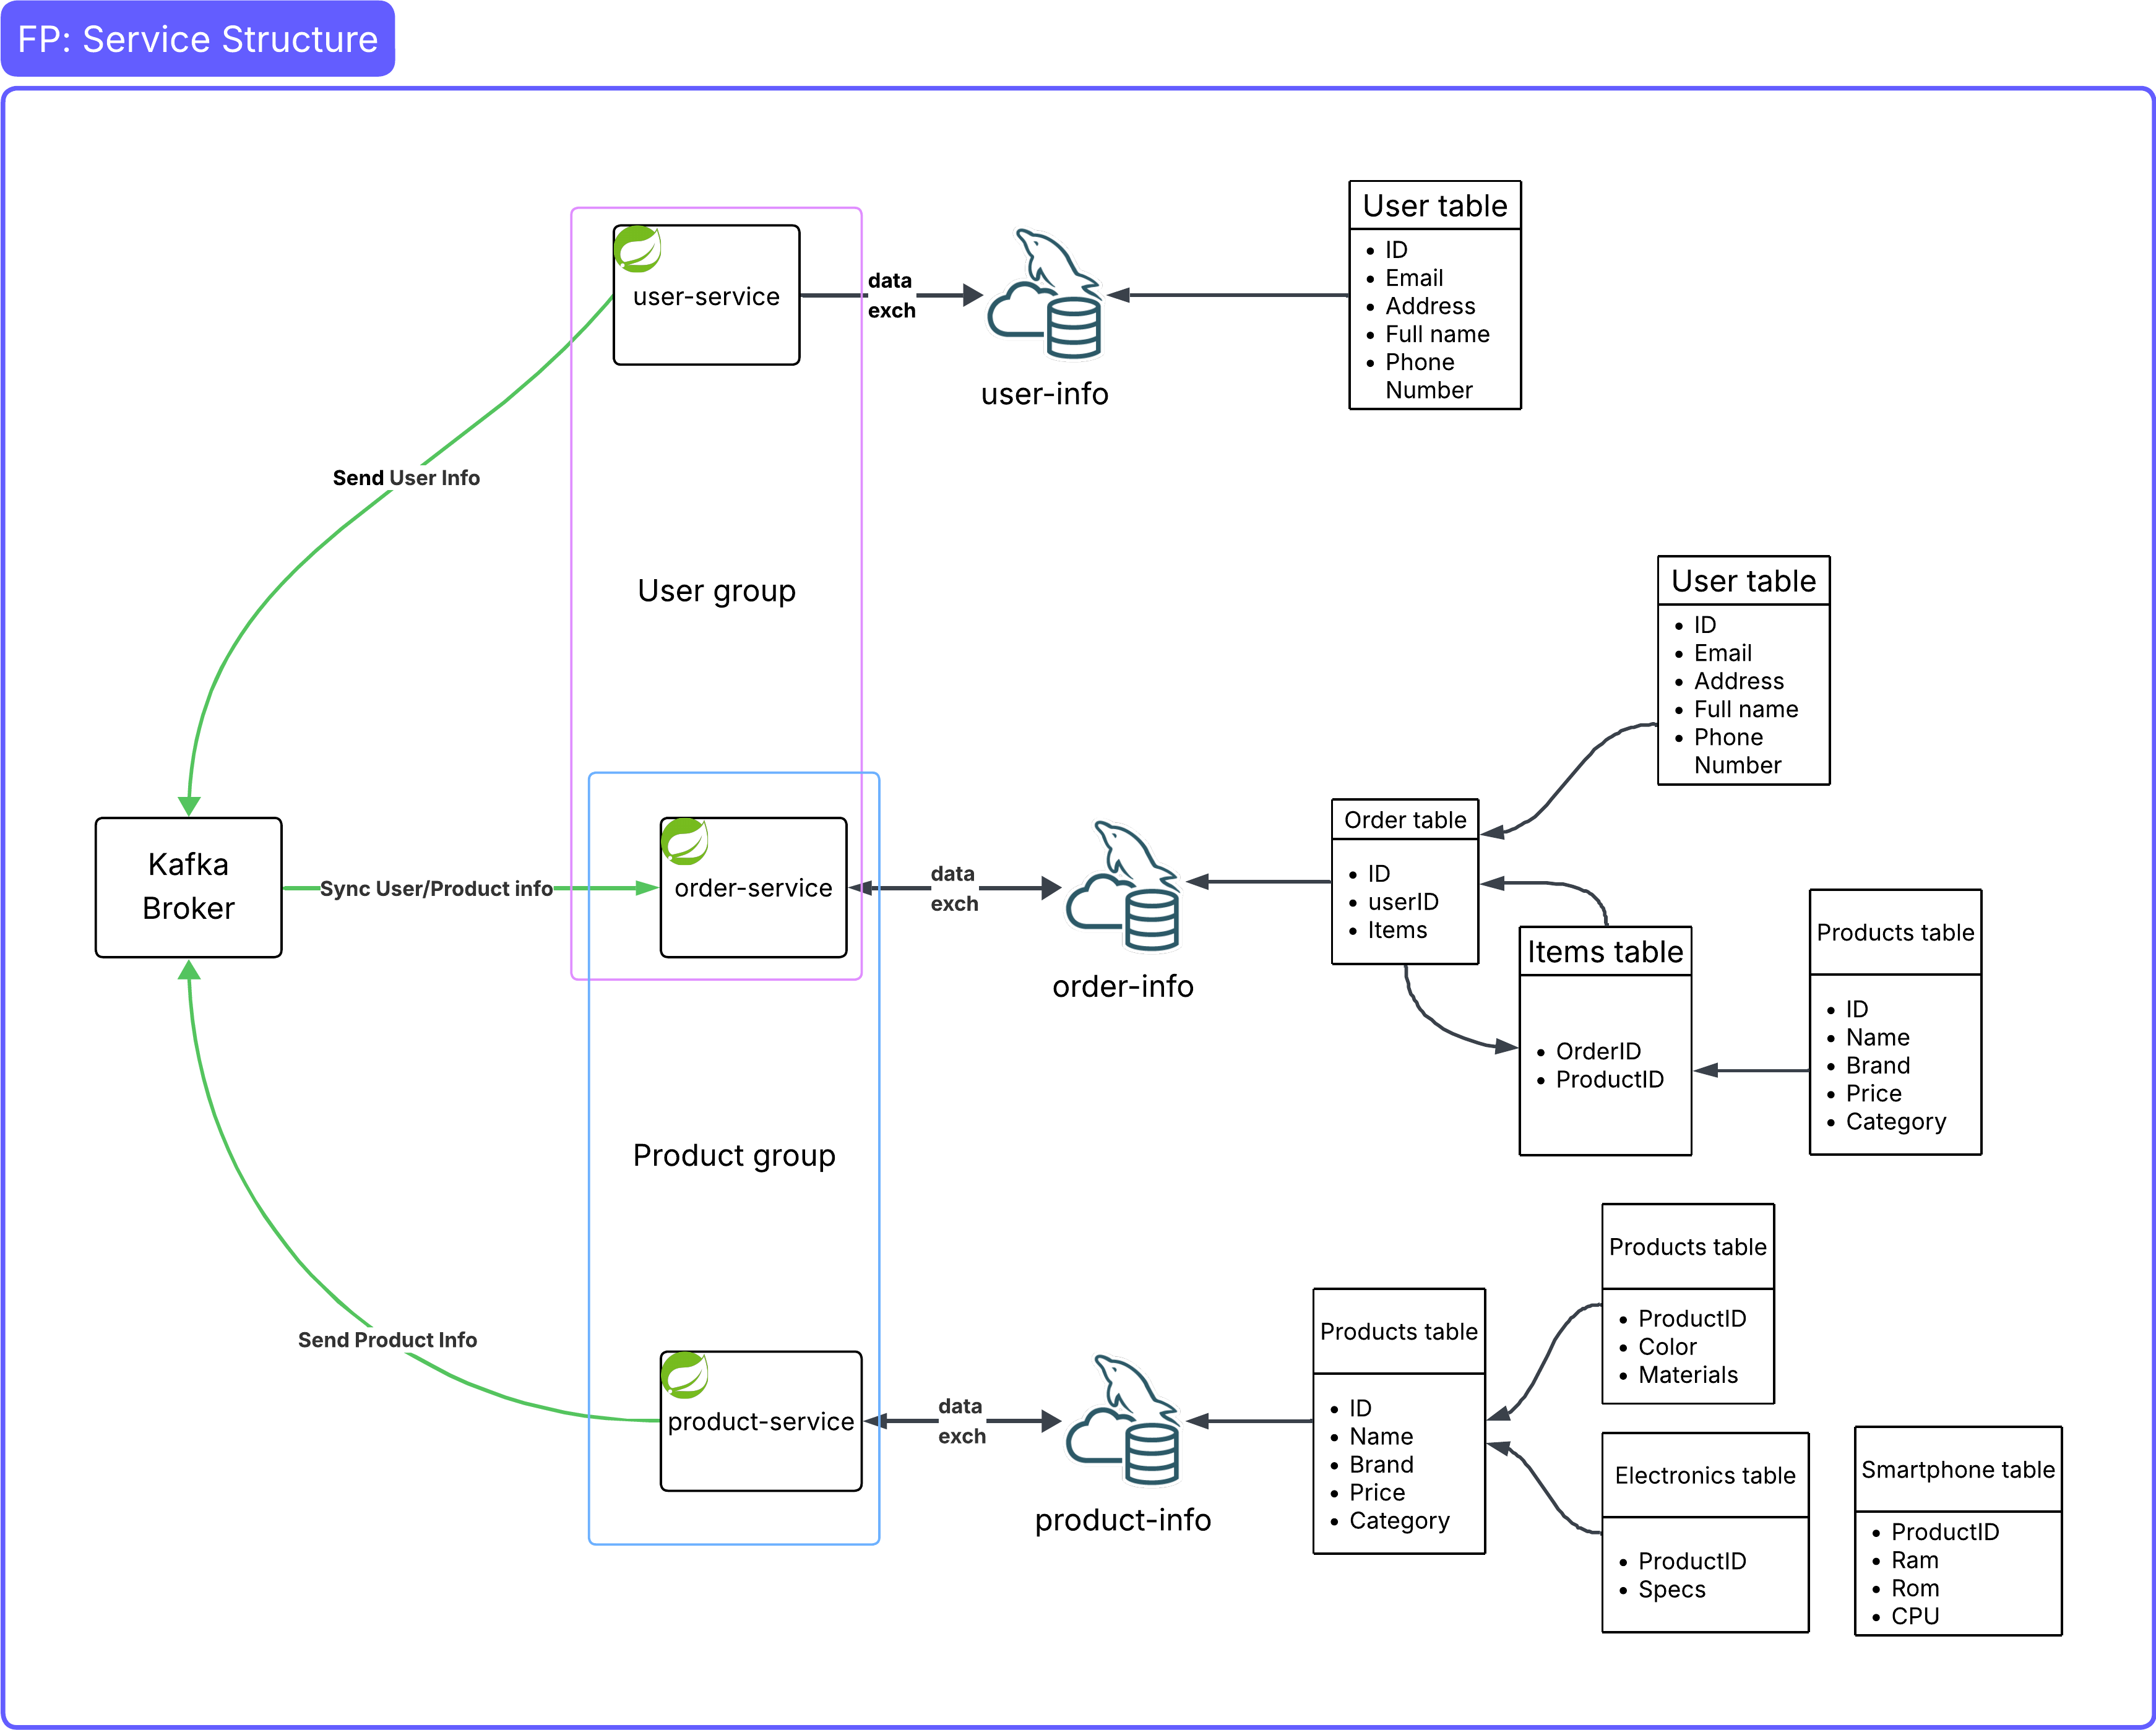 FP: Service Structure
User table
ID
Email
Address
Full name
Phone
Number
user-service
data
exch
user-info
Send User Info
User group
User table
ID
Email
Address
Full name
Phone
Number
Kafka
Broker
Sync User/Product info
order-service
data
exch
order-info
Order table
ID
userID
Items
Items table
OrderID
ProductID
Products table
ID
Name
Brand
Price
Category
Product group
Send Product Info
product-service
data
exch
product-info
Products table
ID
Name
Brand
Price
Category
Products table
ProductID
Color
Materials
Electronics table
ProductID
Specs
Smartphone table
ProductID
Ram
Rom
CPU